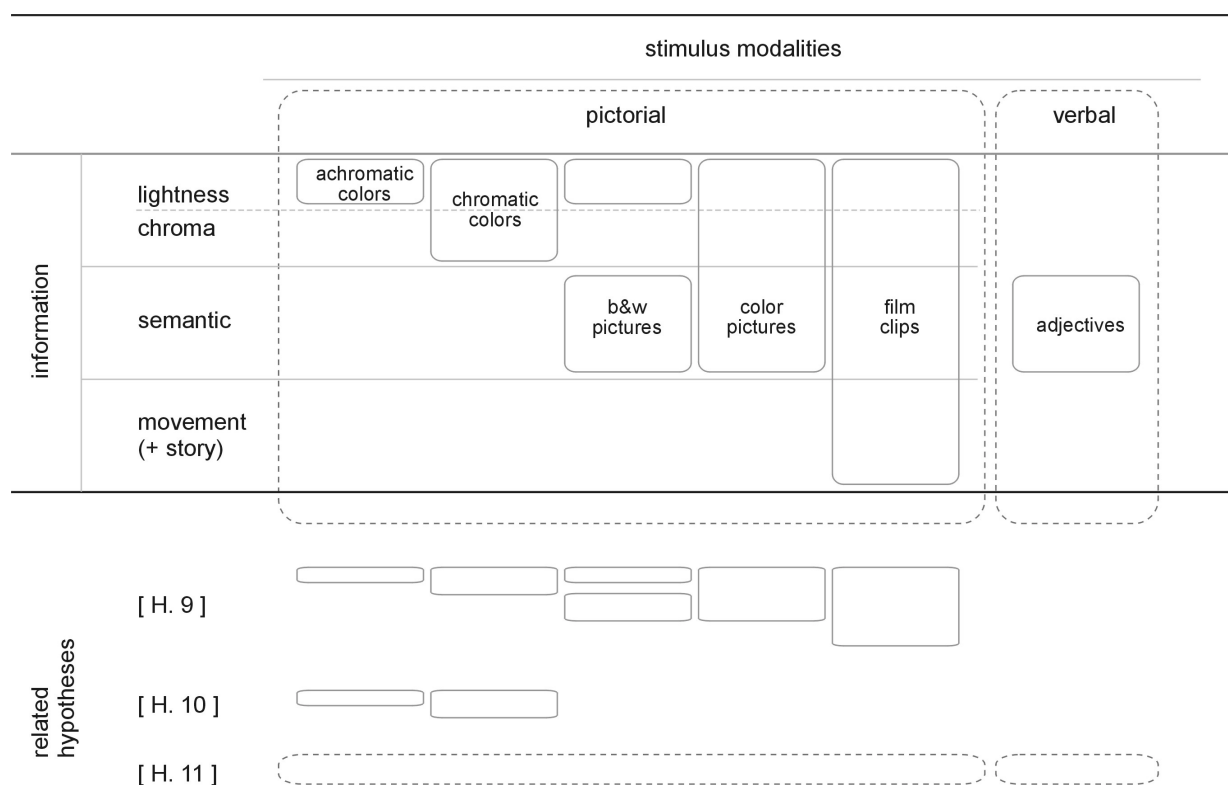 stimulus modalities
pictorial
verbal
information
lightness
chroma
semantic
movement
(+ story)
achromatic
colors
chromatic
colors
b&w
pictures
color
pictures
film
clips
adjectives
related
hypotheses
[ H. 9 ]
[ H. 10 ]
[ H. 11 ]